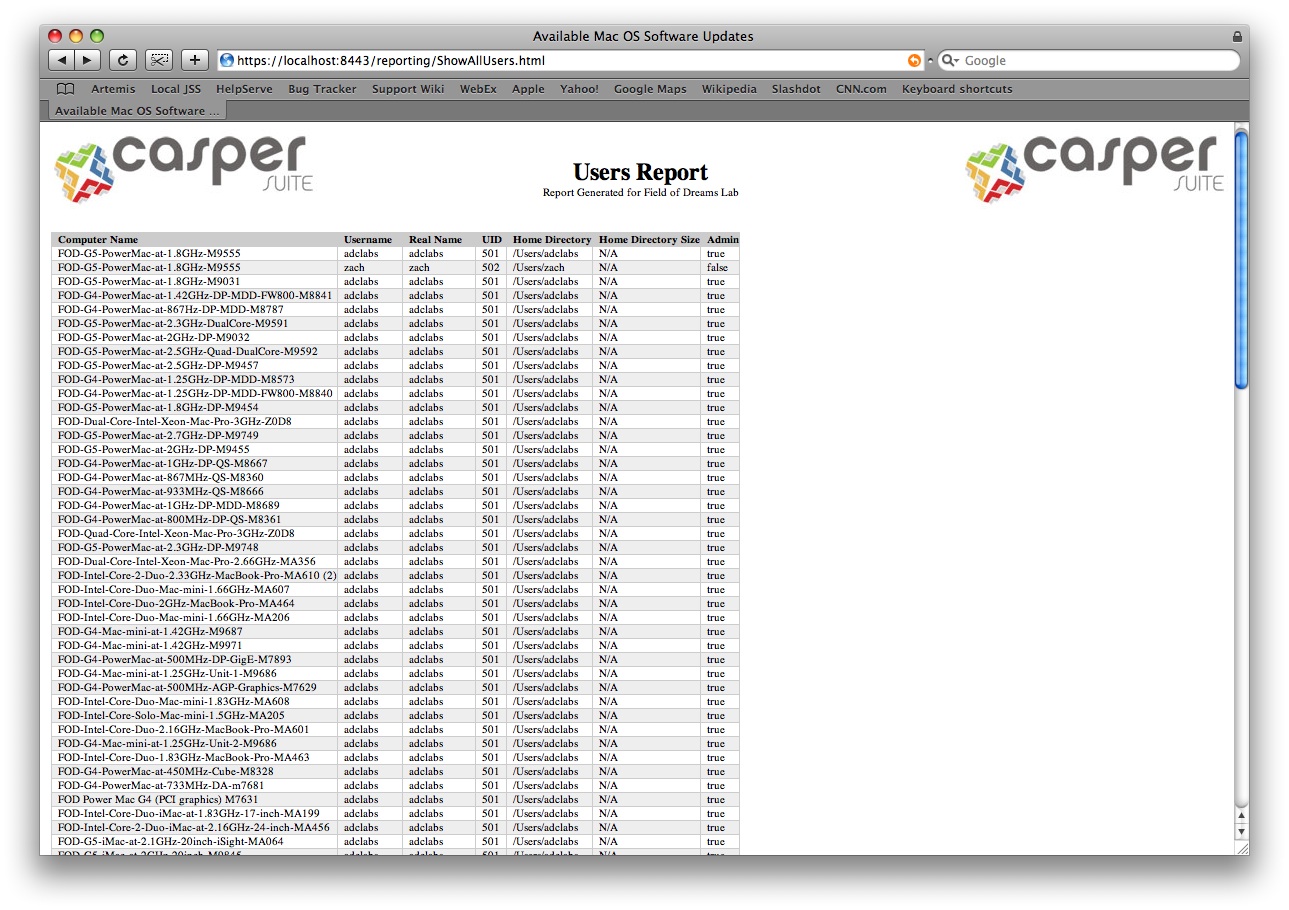 Available Mac OS Software Updates
https://localhost:8443/reporting/ShowAllUsers.html Google
Artemis Local JSS HelpServe Bug Tracker Support Wiki WebEx Apple Yahoo! Google Maps Wikipedia Slashdot CNN.com Keyboard shortcuts
Available Mac OS Software ...
casper SUITE
Users Report
Report Generated for Field of Dreams Lab
casper SUITE
Computer Name Username Real Name UID Home Directory Home Directory Size Admin
FOD-G5-PowerMac-at-1.8GHz-M9555 adclabs adclabs 501 /Users/adclabs N/A true
FOD-G5-PowerMac-at-1.8GHz-M9555 zach zach 502 /Users/zach N/A false
FOD-G5-PowerMac-at-1.8GHz-M9031 adclabs adclabs 501 /Users/adclabs N/A true
FOD-G4-PowerMac-at-1.42GHz-DP-MDD-FW800-M8841 adclabs adclabs 501 /Users/adclabs N/A true
FOD-G4-PowerMac-at-867Hz-DP-MDD-M8787 adclabs adclabs 501 /Users/adclabs N/A true
FOD-G5-PowerMac-at-2.3GHz-DualCore-M9591 adclabs adclabs 501 /Users/adclabs N/A true
FOD-G5-PowerMac-at-2GHz-DP-M9032 adclabs adclabs 501 /Users/adclabs N/A true
FOD-G5-PowerMac-at-2.5GHz-Quad-DualCore-M9592 adclabs adclabs 501 /Users/adclabs N/A true
FOD-G5-PowerMac-at-2.5GHz-DP-M9457 adclabs adclabs 501 /Users/adclabs N/A true
FOD-G4-PowerMac-at-1.25GHz-DP-MDD-M8573 adclabs adclabs 501 /Users/adclabs N/A true
FOD-G4-PowerMac-at-1.25GHz-DP-MDD-FW800-M8840 adclabs adclabs 501 /Users/adclabs N/A true
FOD-G5-PowerMac-at-1.8GHz-DP-M9454 adclabs adclabs 501 /Users/adclabs N/A true
FOD-Dual-Core-Intel-Xeon-Mac-Pro-3GHz-Z0D8 adclabs adclabs 501 /Users/adclabs N/A true
FOD-G5-PowerMac-at-2.7GHz-DP-M9749 adclabs adclabs 501 /Users/adclabs N/A true
FOD-G5-PowerMac-at-2GHz-DP-M9455 adclabs adclabs 501 /Users/adclabs N/A true
FOD-G4-PowerMac-at-1GHz-DP-QS-M8667 adclabs adclabs 501 /Users/adclabs N/A true
FOD-G4-PowerMac-at-867MHz-QS-M8360 adclabs adclabs 501 /Users/adclabs N/A true
FOD-G4-PowerMac-at-933MHz-QS-M8666 adclabs adclabs 501 /Users/adclabs N/A true
FOD-G4-PowerMac-at-1GHz-DP-MDD-M8689 adclabs adclabs 501 /Users/adclabs N/A true
FOD-G4-PowerMac-at-800MHz-DP-QS-M8361 adclabs adclabs 501 /Users/adclabs N/A true
FOD-Quad-Core-Intel-Xeon-Mac-Pro-3GHz-Z0D8 adclabs adclabs 501 /Users/adclabs N/A true
FOD-G5-PowerMac-at-2.3GHz-DP-M9748 adclabs adclabs 501 /Users/adclabs N/A true
FOD-Dual-Core-Intel-Xeon-Mac-Pro-2.66GHz-MA356 adclabs adclabs 501 /Users/adclabs N/A true
FOD-Intel-Core-2-Duo-2.33GHz-MacBook-Pro-MA610 (2) adclabs adclabs 501 /Users/adclabs N/A true
FOD-Intel-Core-Duo-Mac-mini-1.66GHz-MA607 adclabs adclabs 501 /Users/adclabs N/A true
FOD-Intel-Core-Duo-2GHz-MacBook-Pro-MA464 adclabs adclabs 501 /Users/adclabs N/A true
FOD-Intel-Core-Duo-Mac-mini-1.66GHz-MA206 adclabs adclabs 501 /Users/adclabs N/A true
FOD-G4-Mac-mini-at-1.42GHz-M9687 adclabs adclabs 501 /Users/adclabs N/A true
FOD-G4-Mac-mini-at-1.42GHz-M9971 adclabs adclabs 501 /Users/adclabs N/A true
FOD-G4-PowerMac-at-500MHz-DP-GigE-M7893 adclabs adclabs 501 /Users/adclabs N/A true
FOD-G4-Mac-mini-at-1.25GHz-Unit-1-M9686 adclabs adclabs 501 /Users/adclabs N/A true
FOD-G4-PowerMac-at-500MHz-AGP-Graphics-M7629 adclabs adclabs 501 /Users/adclabs N/A true
FOD-Intel-Core-Duo-Mac-mini-1.83GHz-MA608 adclabs adclabs 501 /Users/adclabs N/A true
FOD-Intel-Core-Solo-Mac-mini-1.5GHz-MA205 adclabs adclabs 501 /Users/adclabs N/A true
FOD-Intel-Core-Duo-2.16GHz-MacBook-Pro-MA601 adclabs adclabs 501 /Users/adclabs N/A true
FOD-G4-Mac-mini-at-1.25GHz-Unit-2-M9686 adclabs adclabs 501 /Users/adclabs N/A true
FOD-Intel-Core-Duo-1.83GHz-MacBook-Pro-MA463 adclabs adclabs 501 /Users/adclabs N/A true
FOD-G4-PowerMac-at-450MHz-Cube-M8328 adclabs adclabs 501 /Users/adclabs N/A true
FOD-G4-PowerMac-at-733MHz-DA-m7681 adclabs adclabs 501 /Users/adclabs N/A true
FOD Power Mac G4 (PCI graphics) M7631 adclabs adclabs 501 /Users/adclabs N/A true
FOD-Intel-Core-Duo-iMac-at-1.83GHz-17-inch-MA199 adclabs adclabs 501 /Users/adclabs N/A true
FOD-Intel-Core-2-Duo-iMac-at-2.16GHz-24-inch-MA456 adclabs adclabs 501 /Users/adclabs N/A true
FOD-G5-iMac-at-2.1GHz-20inch-iSight-MA064 adclabs adclabs 501 /Users/adclabs N/A true